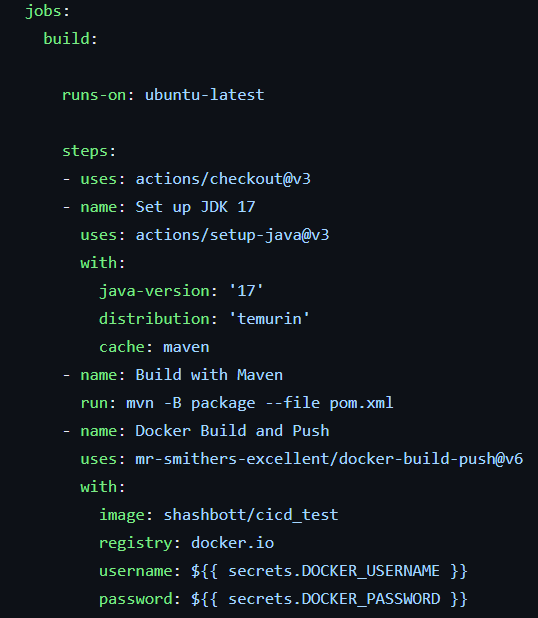 jobs:
  build:

    runs-on: ubuntu-latest

    steps:
    - uses: actions/checkout@v3
    - name: Set up JDK 17
      uses: actions/setup-java@v3
      with:
        java-version: '17'
        distribution: 'temurin'
        cache: maven
    - name: Build with Maven
      run: mvn -B package --file pom.xml
    - name: Docker Build and Push
      uses: mr-smithers-excellent/docker-build-push@v6
      with:
        image: shashbott/cicd_test
        registry: docker.io
        username: ${{ secrets.DOCKER_USERNAME }}
        password: ${{ secrets.DOCKER_PASSWORD }}